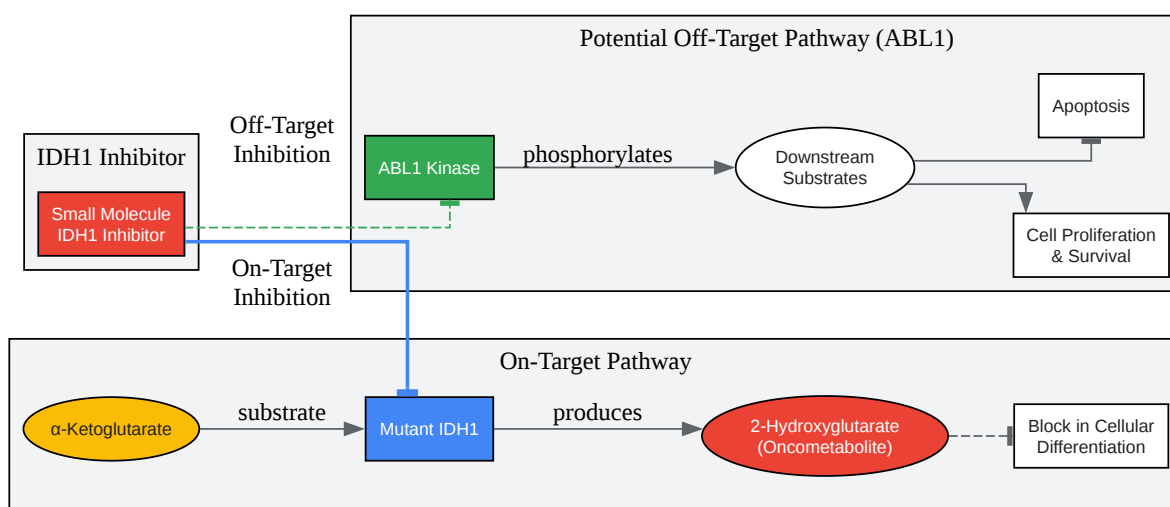 Potential Off-Target Pathway (ABL1)
Apoptosis
Off-Target
Inhibition
IDH1 Inhibitor
ABL1 Kinase
phosphorylates
Downstream
Substrates
Small Molecule
IDH1 Inhibitor
Cell Proliferation
& Survival
On-Target
Inhibition
On-Target Pathway
α-Ketoglutarate
substrate
Mutant IDH1
produces
2-Hydroxyglutarate
(Oncometabolite)
Block in Cellular
Differentiation